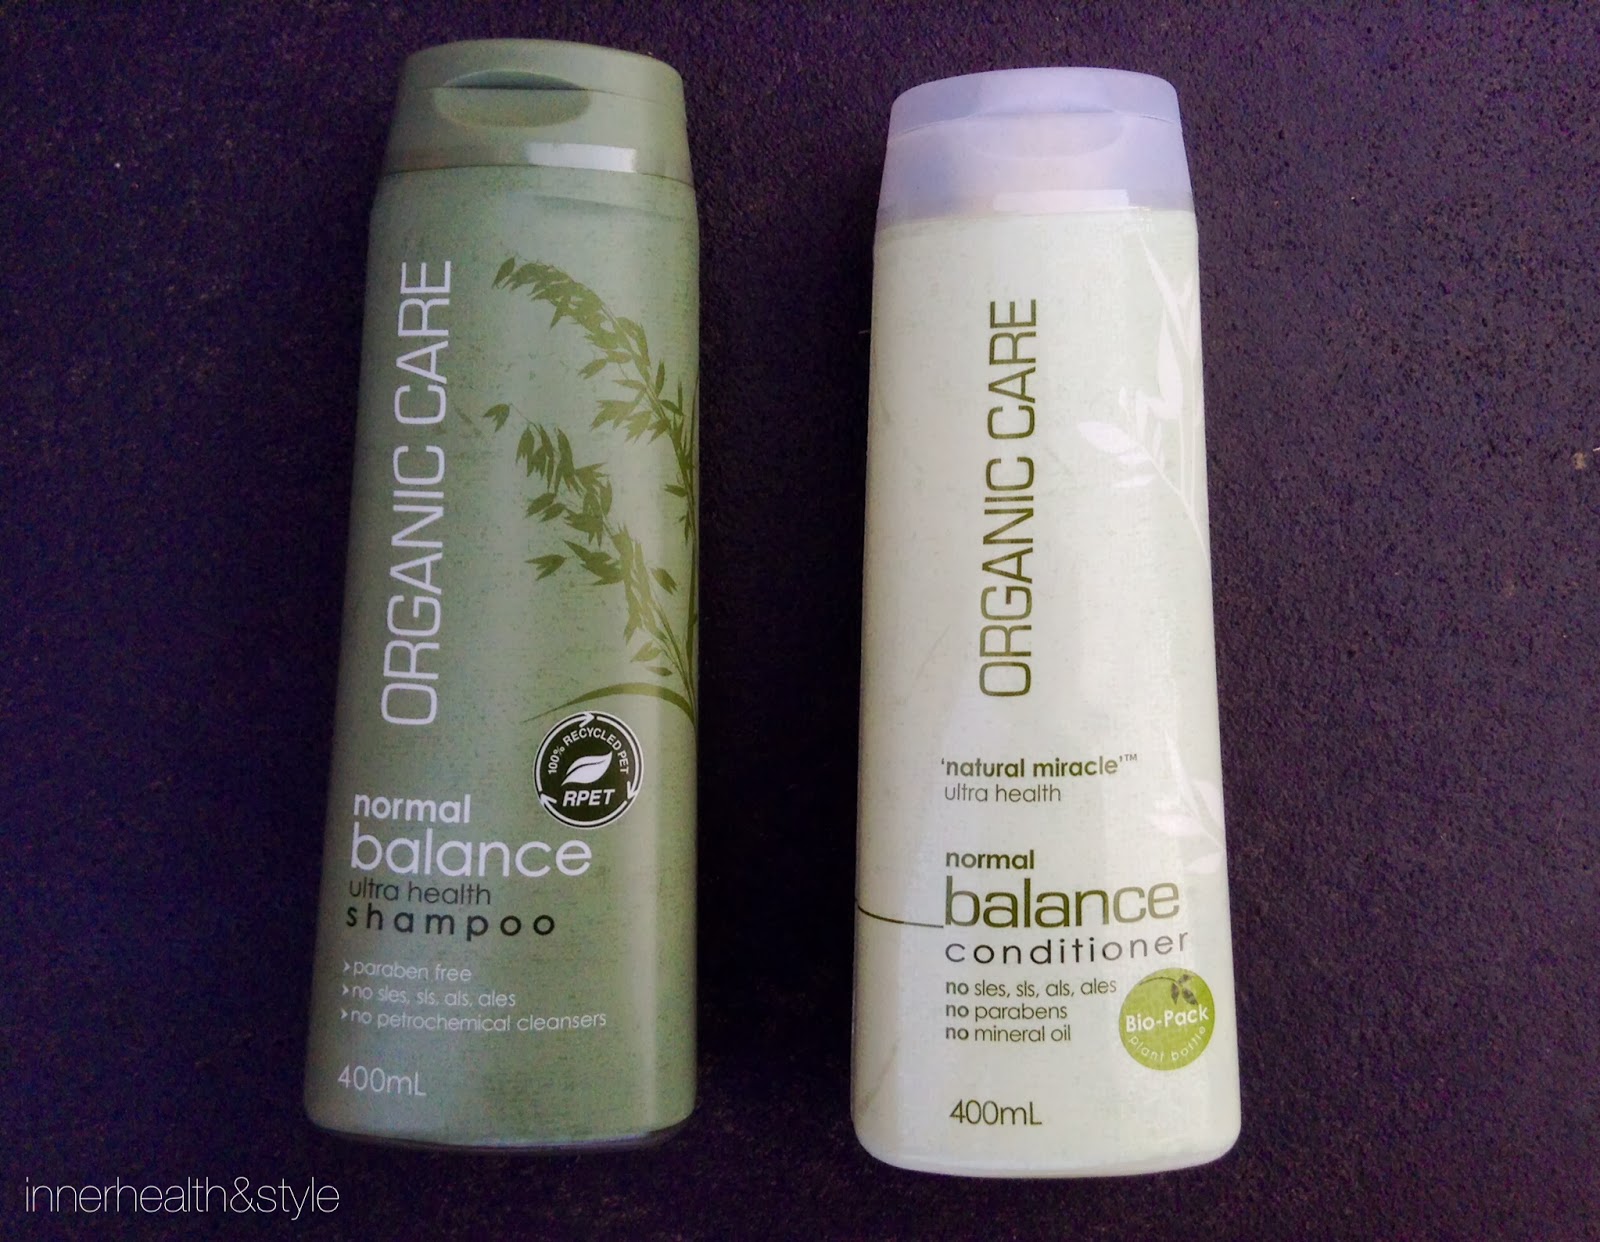 ORGANIC CARE
100% RECYCLED PET
RPET
normal
balance
ultra health
shampoo
›paraben free
›no sles, sls, als, ales
›no petrochemical cleansers
400mL
ORGANIC CARE
'natural miracle'™
ultra health
normal
balance
conditioner
no sles, sls, als, ales
no parabens
no mineral oil
Bio-Pack
plant bottle
400mL
innerhealth&style